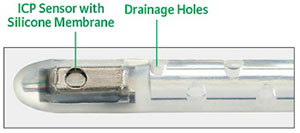 ICP Sensor with
Silicone Membrane
Drainage Holes